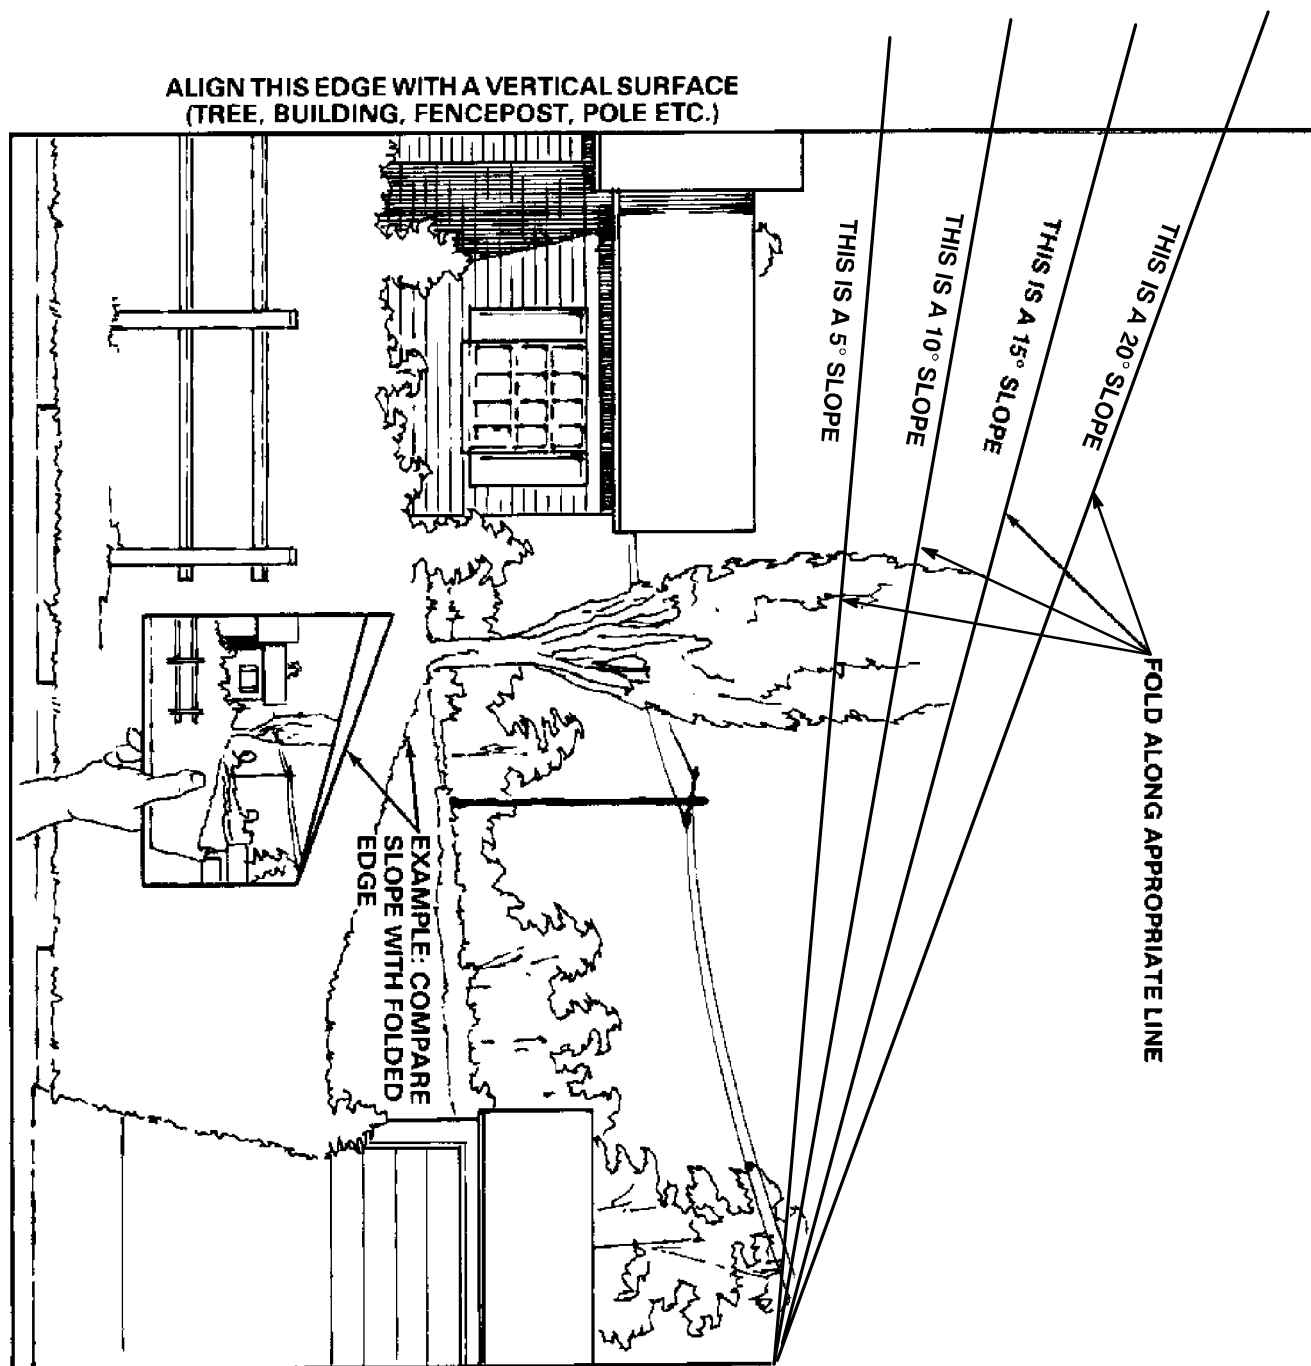 ALIGN THIS EDGE WITH A VERTICAL SURFACE
(TREE, BUILDING, FENCEPOST, POLE ETC.)
THIS IS A 20° SLOPE
THIS IS A 15° SLOPE
THIS IS A 10° SLOPE
THIS IS A 5° SLOPE
FOLD ALONG APPROPRIATE LINE
EXAMPLE: COMPARE
SLOPE WITH FOLDED
EDGE